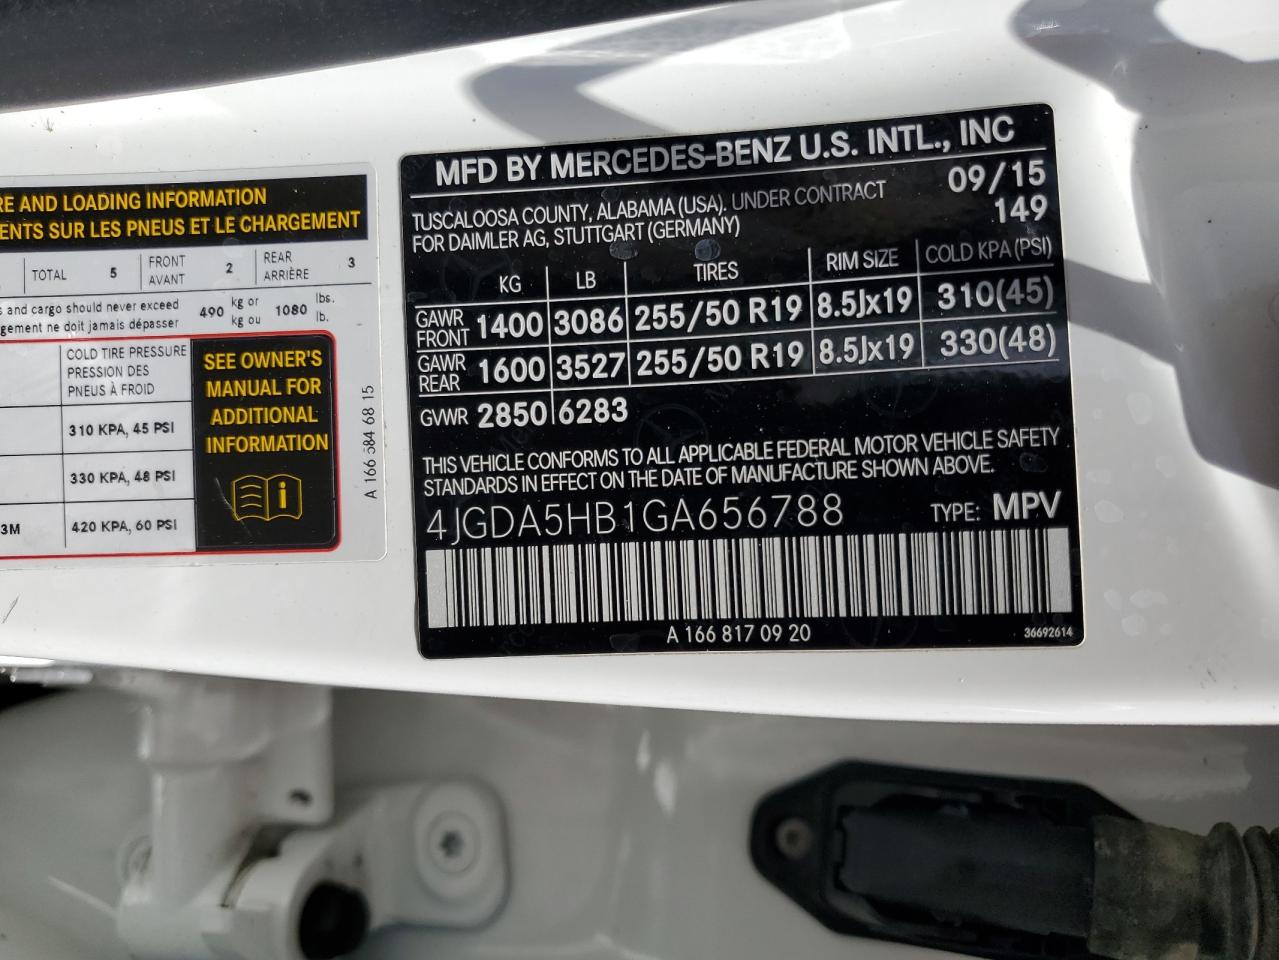 RE AND LOADING INFORMATION
ENTS SUR LES PNEUS ET LE CHARGEMENT
TOTAL 5 FRONT AVANT 2 REAR ARRIÈRE 3
s and cargo should never exceed 490 kg or 1080 lbs.
gement ne doit jamais dépasser kg ou lb.
COLD TIRE PRESSURE
PRESSION DES
PNEUS À FROID
310 KPA, 45 PSI
330 KPA, 48 PSI
3M 420 KPA, 60 PSI
SEE OWNER'S
MANUAL FOR
ADDITIONAL
INFORMATION
i
A 166 584 68 15
MFD BY MERCEDES-BENZ U.S. INTL., INC
TUSCALOOSA COUNTY, ALABAMA (USA). UNDER CONTRACT 09/15
FOR DAIMLER AG, STUTTGART (GERMANY) 149
KG LB TIRES RIM SIZE COLD KPA (PSI)
GAWR FRONT 1400 3086 255/50 R19 8.5Jx19 310(45)
GAWR REAR 1600 3527 255/50 R19 8.5Jx19 330(48)
GVWR 2850 6283
THIS VEHICLE CONFORMS TO ALL APPLICABLE FEDERAL MOTOR VEHICLE SAFETY
STANDARDS IN EFFECT ON THE DATE OF MANUFACTURE SHOWN ABOVE.
4JGDA5HB1GA656788 TYPE: MPV
A 166 817 09 20 36692614